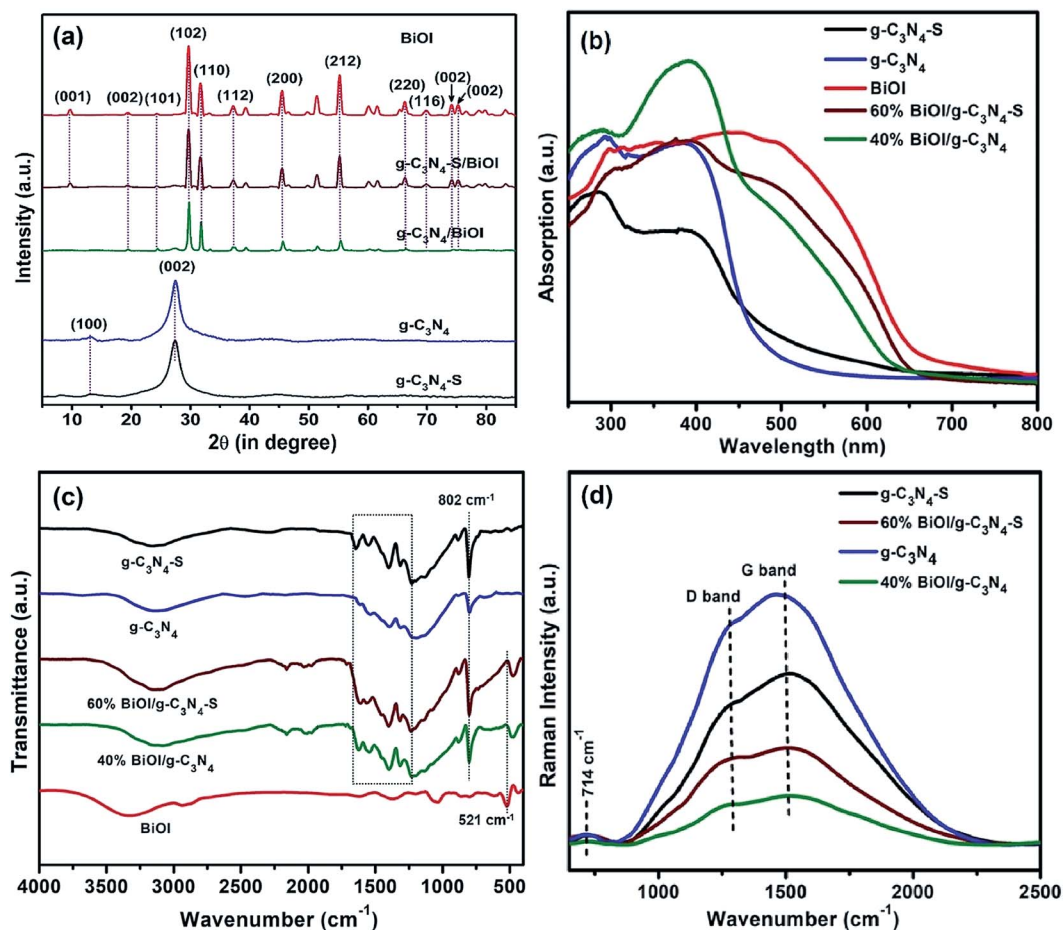 (a)
BiOI
(102)
(110)
(212)
(001)
(002)
(101)
(112)
(200)
(220)
(116)
(002)
(002)
g-C₃N₄-S/BiOI
g-C₃N₄/BiOI
(002)
(100)
g-C₃N₄
g-C₃N₄-S
Intensity (a.u.)
10 20 30 40 50 60 70 80
2θ (in degree)
(b)
g-C₃N₄-S
g-C₃N₄
BiOI
60% BiOI/g-C₃N₄-S
40% BiOI/g-C₃N₄
Absorption (a.u.)
300 400 500 600 700 800
Wavelength (nm)
(c)
802 cm⁻¹
g-C₃N₄-S
g-C₃N₄
60% BiOI/g-C₃N₄-S
40% BiOI/g-C₃N₄
BiOI
521 cm⁻¹
Transmittance (a.u.)
4000 3500 3000 2500 2000 1500 1000 500
Wavenumber (cm⁻¹)
(d)
g-C₃N₄-S
60% BiOI/g-C₃N₄-S
g-C₃N₄
40% BiOI/g-C₃N₄
G band
D band
714 cm⁻¹
Raman Intensity (a.u.)
1000 1500 2000 2500
Wavenumber (cm⁻¹)